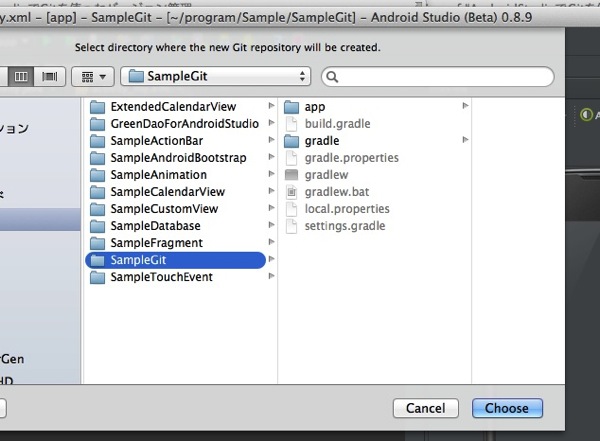 y.xml – [app] – SampleGit – [~/program/Sample/SampleGit] – Android Studio (Beta) 0.8.9
Select directory where the new Git repository will be created.
SampleGit
ション
ExtendedCalendarView
GreenDaoForAndroidStudio
SampleActionBar
SampleAndroidBootstrap
SampleAnimation
SampleCalendarView
SampleCustomView
SampleDatabase
SampleFragment
SampleGit
SampleTouchEvent
app
build.gradle
gradle
gradle.properties
gradlew
gradlew.bat
local.properties
settings.gradle
Gen
HD
Cancel
Choose